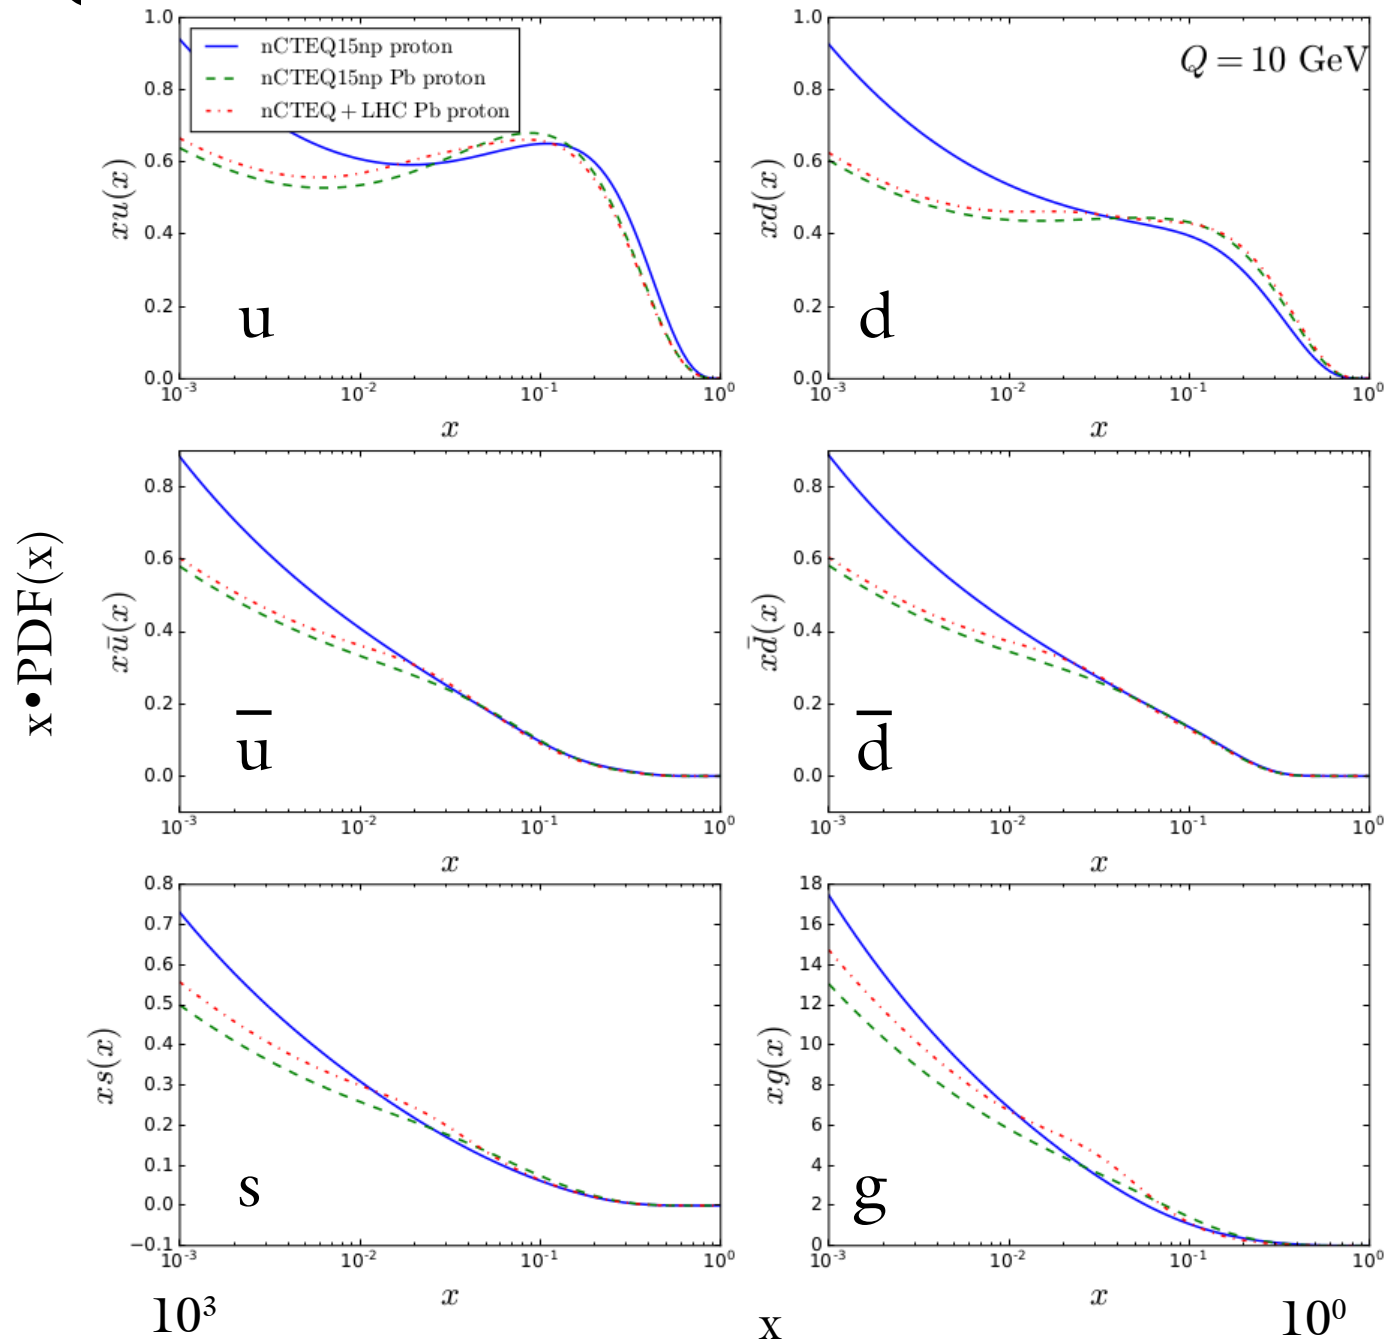 nCTEQ15np proton
nCTEQ15np Pb proton
nCTEQ + LHC Pb proton
1.0
0.8
0.6
0.4
0.2
0.0
xu(x)
u
10⁻³ 10⁻² 10⁻¹ 10⁰
x
Q = 10 GeV
1.0
0.8
0.6
0.4
0.2
0.0
xd(x)
d
10⁻³ 10⁻² 10⁻¹ 10⁰
x
x•PDF(x)
0.8
0.6
0.4
0.2
0.0
xū(x)
ū
10⁻³ 10⁻² 10⁻¹ 10⁰
x
0.8
0.6
0.4
0.2
0.0
xd̄(x)
d̄
10⁻³ 10⁻² 10⁻¹ 10⁰
x
0.8
0.7
0.6
0.5
0.4
0.3
0.2
0.1
0.0
−0.1
xs(x)
s
10⁻³ 10⁻² 10⁻¹ 10⁰
x
18
16
14
12
10
8
6
4
2
0
xg(x)
g
10⁻³ 10⁻² 10⁻¹ 10⁰
x
10³ x 10⁰